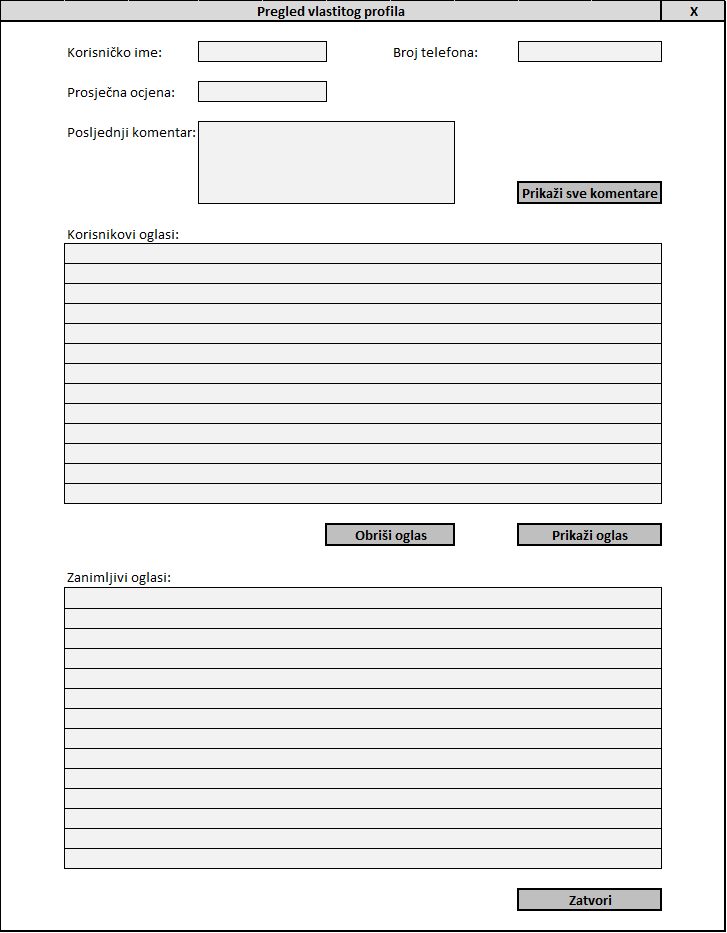 Pregled vlastitog profila X
Korisničko ime: Broj telefona:
Prosječna ocjena:
Posljednji komentar:
Prikaži sve komentare
Korisnikovi oglasi:
Obriši oglas Prikaži oglas
Zanimljivi oglasi:
Zatvori